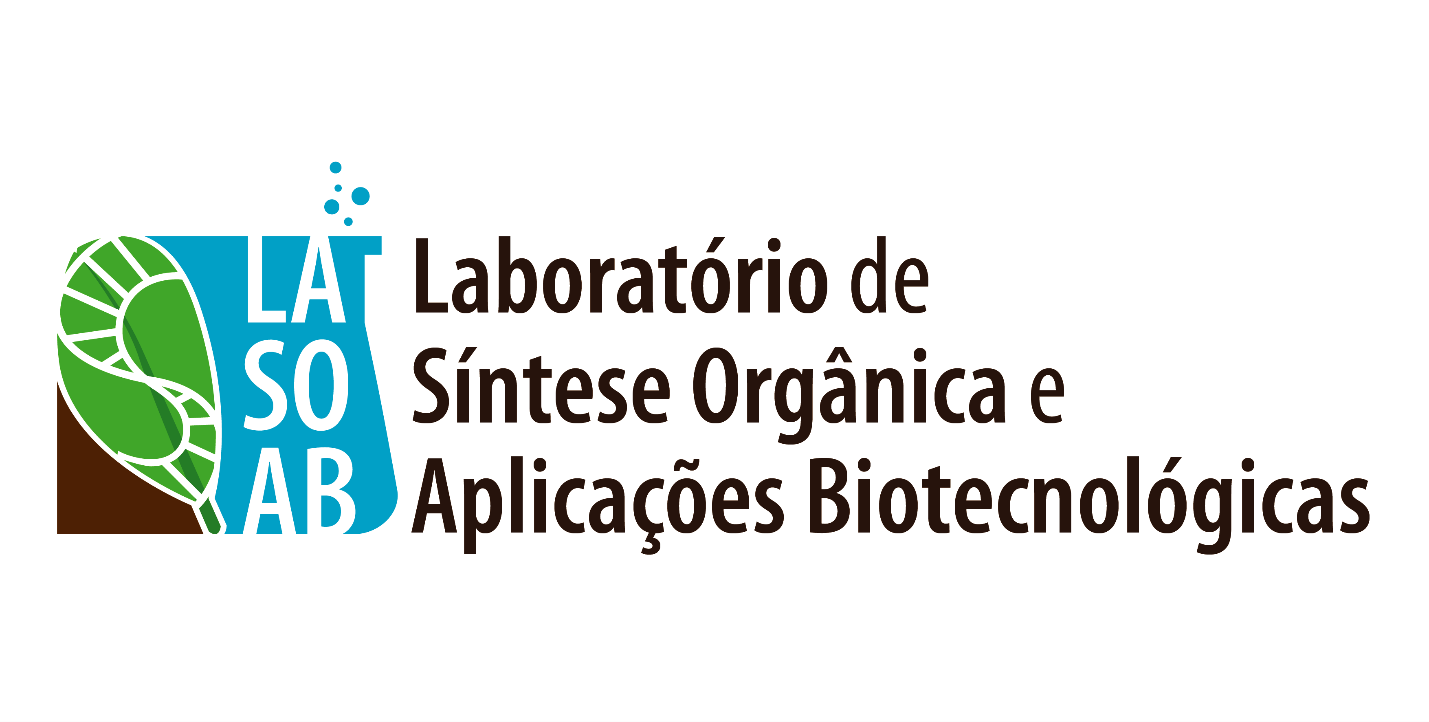 LA
SO
AB
Laboratório de
Síntese Orgânica e
Aplicações Biotecnológicas